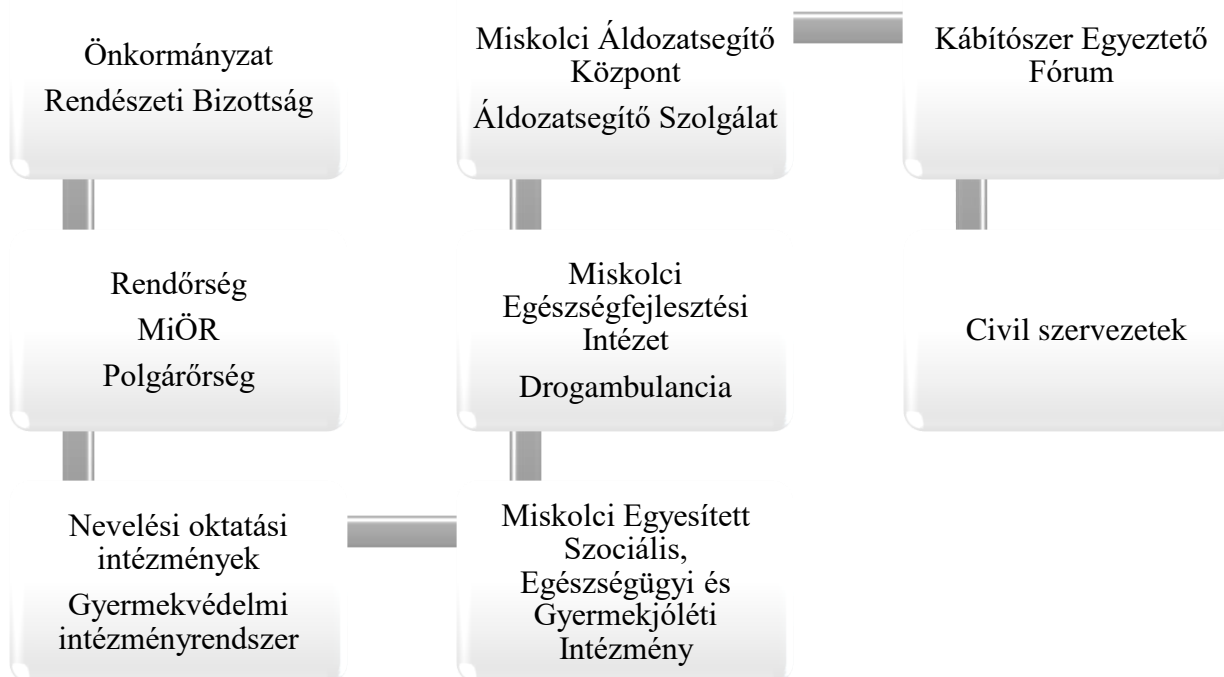 Önkormányzat
Rendészeti Bizottság
Rendőrség
MiÖR
Polgárőrség
Nevelési oktatási
intézmények
Gyermekvédelmi
intézményrendszer
Miskolci Egyesített
Szociális,
Egészségügyi és
Gyermekjóléti
Intézmény
Miskolci
Egészségfejlesztési
Intézet
Drogambulancia
Miskolci Áldozatsegítő
Központ
Áldozatsegítő Szolgálat
Kábítószer Egyeztető
Fórum
Civil szervezetek